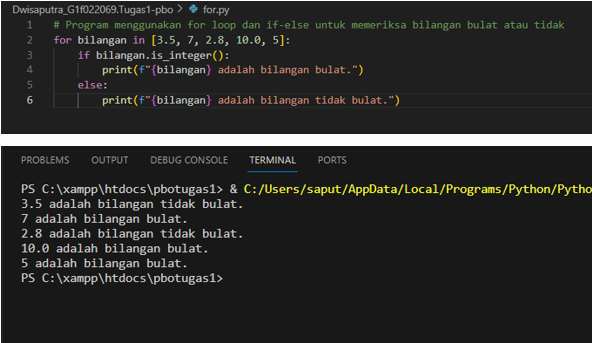 Dwisaputra_G1f022069.Tugas1-pbo > for.py
1 # Program menggunakan for loop dan if-else untuk memeriksa bilangan bulat atau tidak
2 for bilangan in [3.5, 7, 2.8, 10.0, 5]:
3 if bilangan.is_integer():
4 print(f"{bilangan} adalah bilangan bulat.")
5 else:
6 print(f"{bilangan} adalah bilangan tidak bulat.")
PROBLEMS OUTPUT DEBUG CONSOLE TERMINAL PORTS
PS C:\xampp\htdocs\pbotugas1> & C:/Users/saput/AppData/Local/Programs/Python/Pytho
3.5 adalah bilangan tidak bulat.
7 adalah bilangan bulat.
2.8 adalah bilangan tidak bulat.
10.0 adalah bilangan bulat.
5 adalah bilangan bulat.
PS C:\xampp\htdocs\pbotugas1>